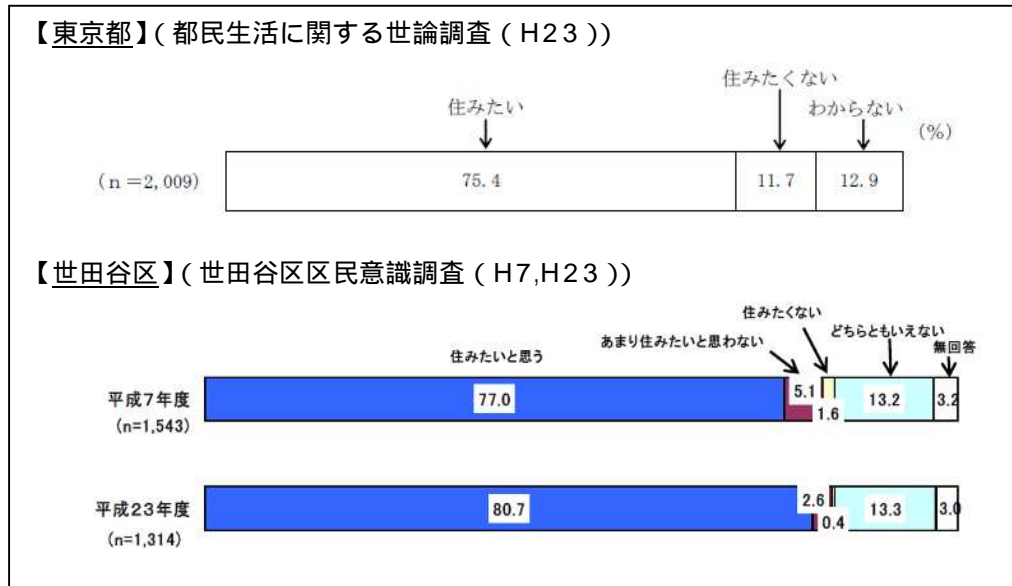 【東京都】(都民生活に関する世論調査(H23))
住みたくない
住みたい
わからない
(%)
(n=2,009)
75.4
11.7
12.9
【世田谷区】(世田谷区区民意識調査(H7,H23))
住みたくない
あまり住みたいと思わない
どちらともいえない
無回答
住みたいと思う
平成7年度
(n=1,543)
77.0
5.1
1.6
13.2
3.2
平成23年度
(n=1,314)
80.7
2.6
0.4
13.3
3.0